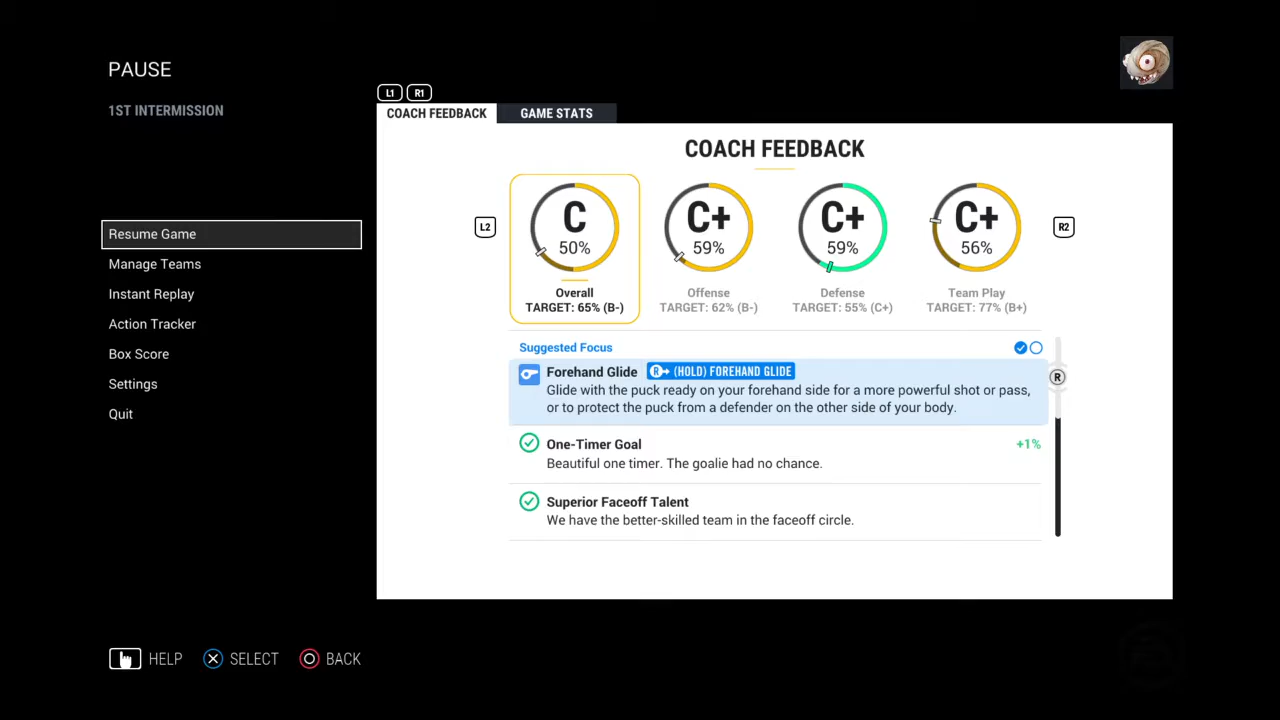 PAUSE
1ST INTERMISSION
L1 R1
COACH FEEDBACK GAME STATS
COACH FEEDBACK
L2 C C+ C+ C+ R2
50% 59% 59% 56%
Overall Offense Defense Team Play
TARGET: 65% (B-) TARGET: 62% (B-) TARGET: 55% (C+) TARGET: 77% (B+)
Resume Game
Manage Teams
Instant Replay
Action Tracker
Box Score
Settings
Quit
Suggested Focus
Forehand Glide R (HOLD) FOREHAND GLIDE
Glide with the puck ready on your forehand side for a more powerful shot or pass,
or to protect the puck from a defender on the other side of your body.
R
One-Timer Goal +1%
Beautiful one timer. The goalie had no chance.
Superior Faceoff Talent
We have the better-skilled team in the faceoff circle.
HELP SELECT BACK